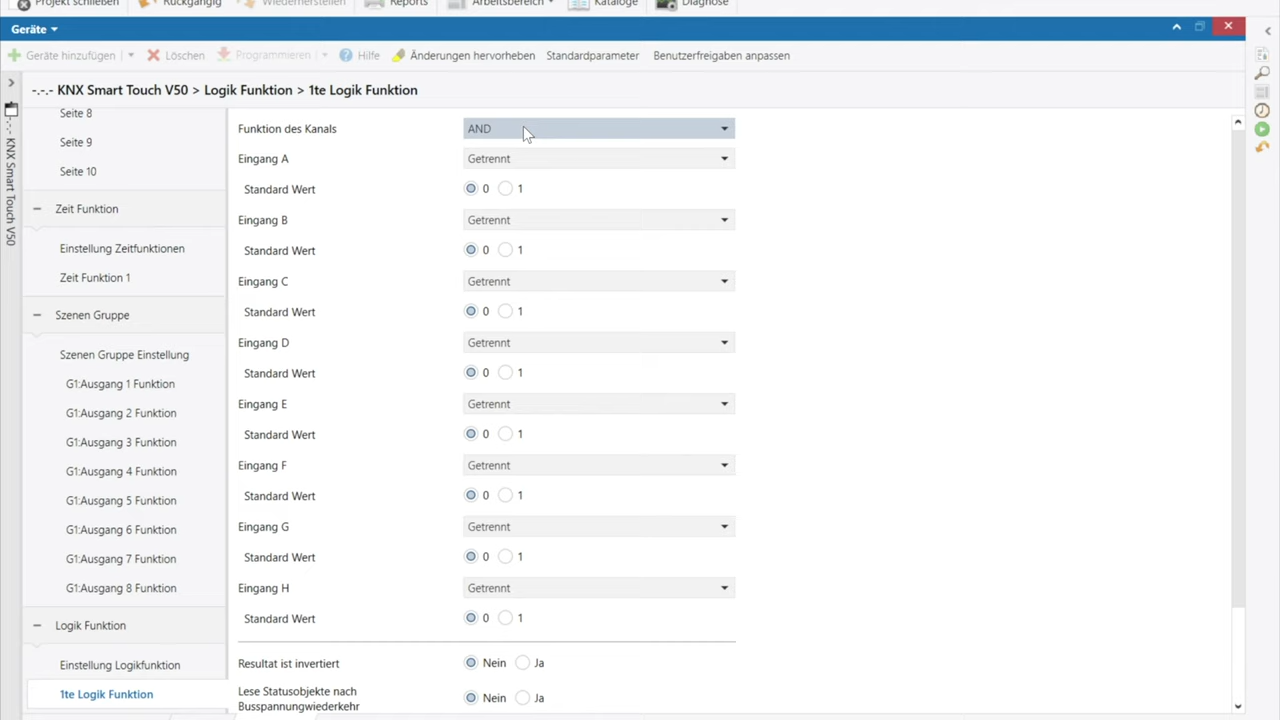 Projekt schließen Rückgängig Wiederherstellen Reports Arbeitsbereich Kataloge Diagnose
Geräte
Geräte hinzufügen Löschen Programmieren Hilfe Änderungen hervorheben Standardparameter Benutzerfreigaben anpassen
-.-.- KNX Smart Touch V50 > Logik Funktion > 1te Logik Funktion
-.-.- KNX Smart Touch V50
Seite 8
Seite 9
Seite 10
Zeit Funktion
Einstellung Zeitfunktionen
Zeit Funktion 1
Szenen Gruppe
Szenen Gruppe Einstellung
G1:Ausgang 1 Funktion
G1:Ausgang 2 Funktion
G1:Ausgang 3 Funktion
G1:Ausgang 4 Funktion
G1:Ausgang 5 Funktion
G1:Ausgang 6 Funktion
G1:Ausgang 7 Funktion
G1:Ausgang 8 Funktion
Logik Funktion
Einstellung Logikfunktion
1te Logik Funktion
Funktion des Kanals AND
Eingang A Getrennt
Standard Wert 0 1
Eingang B Getrennt
Standard Wert 0 1
Eingang C Getrennt
Standard Wert 0 1
Eingang D Getrennt
Standard Wert 0 1
Eingang E Getrennt
Standard Wert 0 1
Eingang F Getrennt
Standard Wert 0 1
Eingang G Getrennt
Standard Wert 0 1
Eingang H Getrennt
Standard Wert 0 1
Resultat ist invertiert Nein Ja
Lese Statusobjekte nach
Busspannungwiederkehr Nein Ja